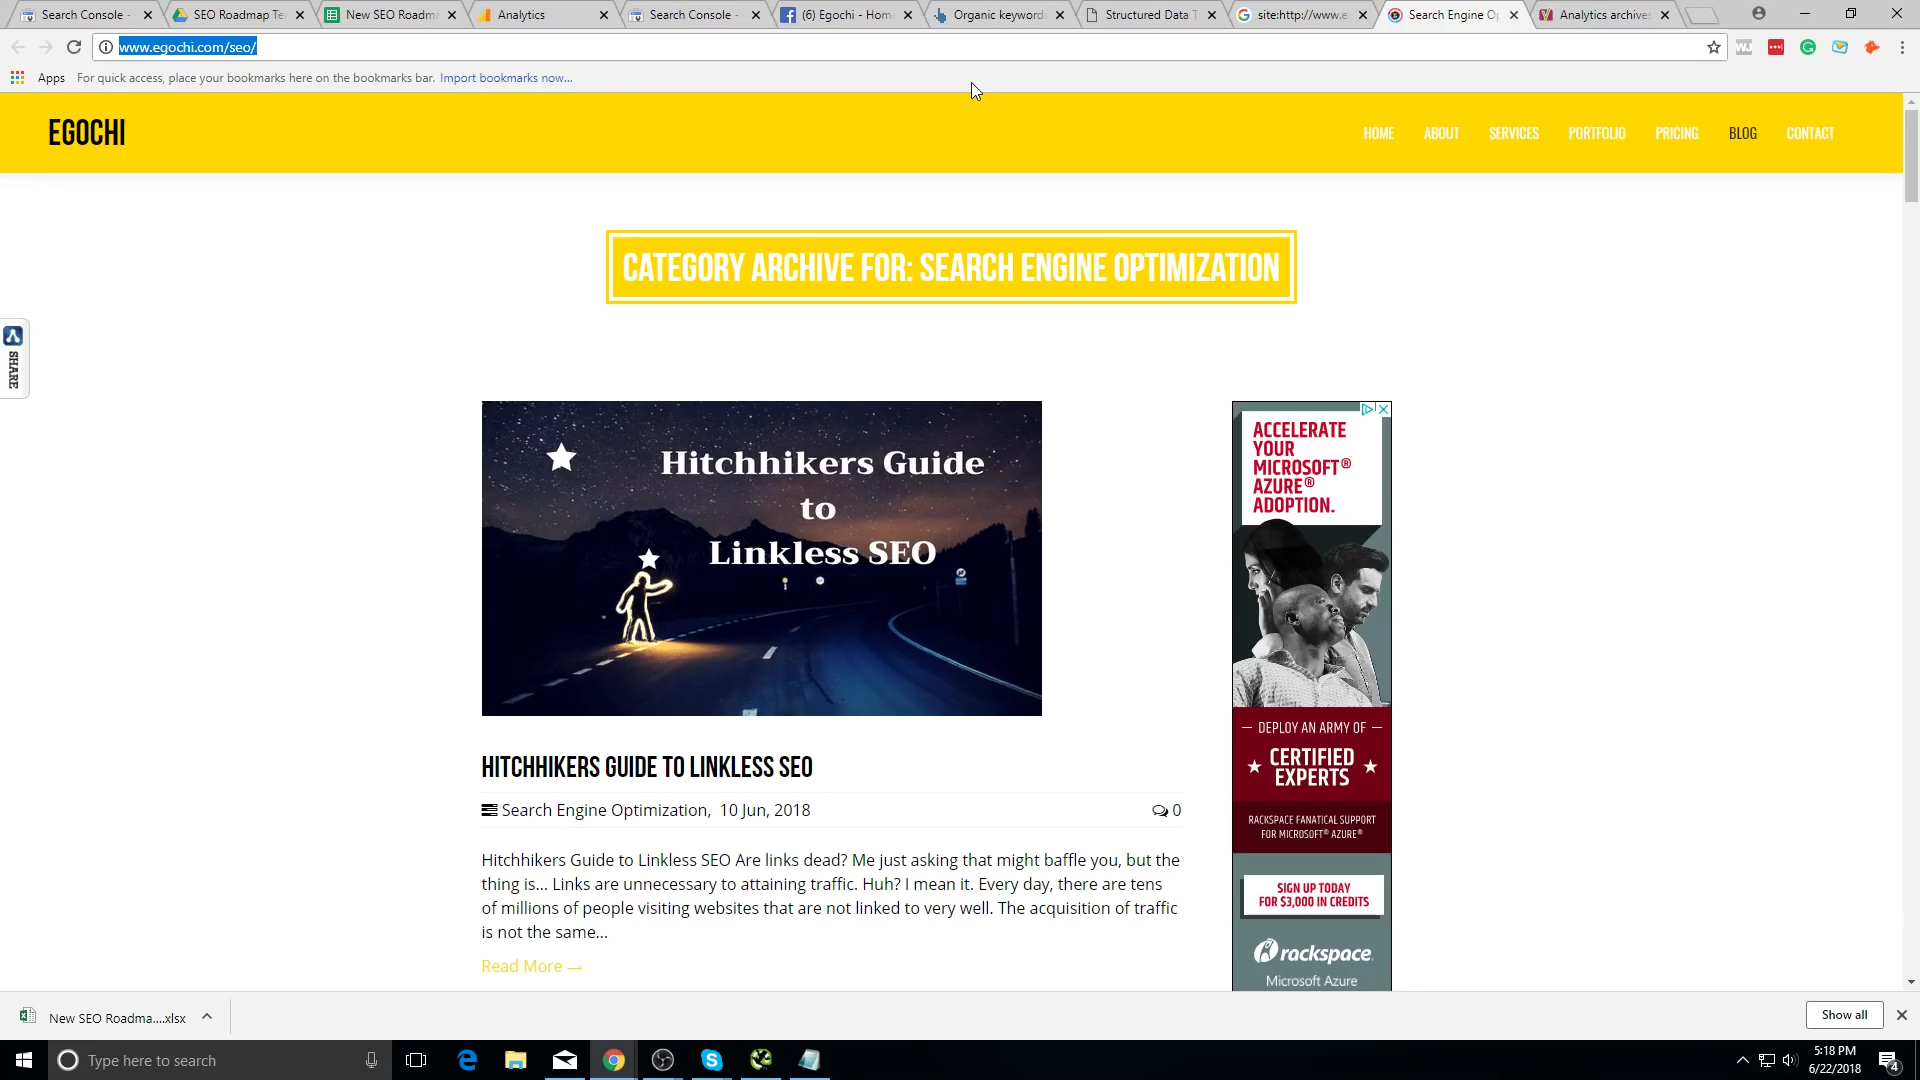 Search Console -
SEO Roadmap Te
New SEO Roadma
Analytics
Search Console -
(6) Egochi - Hom
Organic keyword
Structured Data T
site:http://www.e
Search Engine Op
Analytics archive
www.egochi.com/seo/
Apps
For quick access, place your bookmarks here on the bookmarks bar. Import bookmarks now...
EGOCHI
HOME
ABOUT
SERVICES
PORTFOLIO
PRICING
BLOG
CONTACT
CATEGORY ARCHIVE FOR: SEARCH ENGINE OPTIMIZATION
SHARE
Hitchhikers Guide
to
Linkless SEO
HITCHHIKERS GUIDE TO LINKLESS SEO
Search Engine Optimization, 10 Jun, 2018
0
Hitchhikers Guide to Linkless SEO Are links dead? Me just asking that might baffle you, but the
thing is... Links are unnecessary to attaining traffic. Huh? I mean it. Every day, there are tens
of millions of people visiting websites that are not linked to very well. The acquisition of traffic
is not the same...
Read More →
ACCELERATE
YOUR
MICROSOFT®
AZURE®
ADOPTION.
— DEPLOY AN ARMY OF —
CERTIFIED
EXPERTS
RACKSPACE FANATICAL SUPPORT
FOR MICROSOFT® AZURE®
SIGN UP TODAY
FOR $3,000 IN CREDITS
rackspace.
Microsoft Azure
New SEO Roadma....xlsx
Show all
Type here to search
5:18 PM
6/22/2018
4